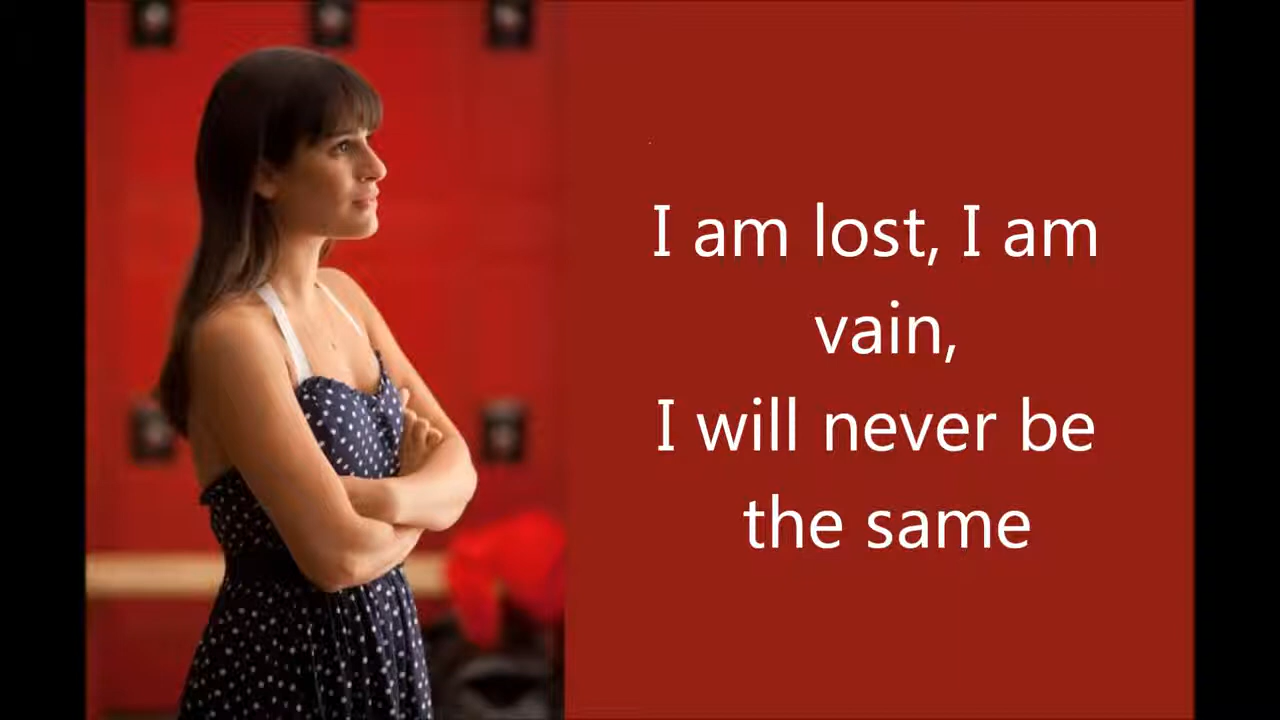 I am lost, I am
vain,
I will never be
the same